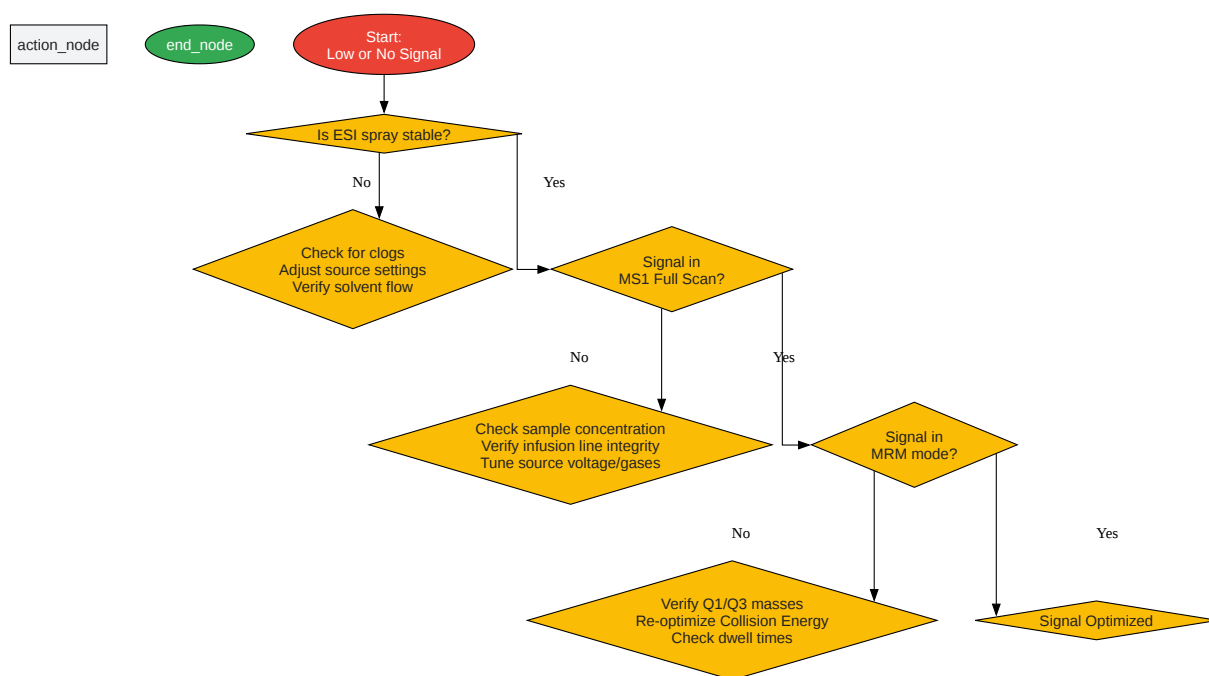 action_node
end_node
Start:
Low or No Signal
Is ESI spray stable?
No
Yes
Check for clogs
Adjust source settings
Verify solvent flow
Signal in
MS1 Full Scan?
No
Yes
Check sample concentration
Verify infusion line integrity
Tune source voltage/gases
Signal in
MRM mode?
No
Yes
Verify Q1/Q3 masses
Re-optimize Collision Energy
Check dwell times
Signal Optimized